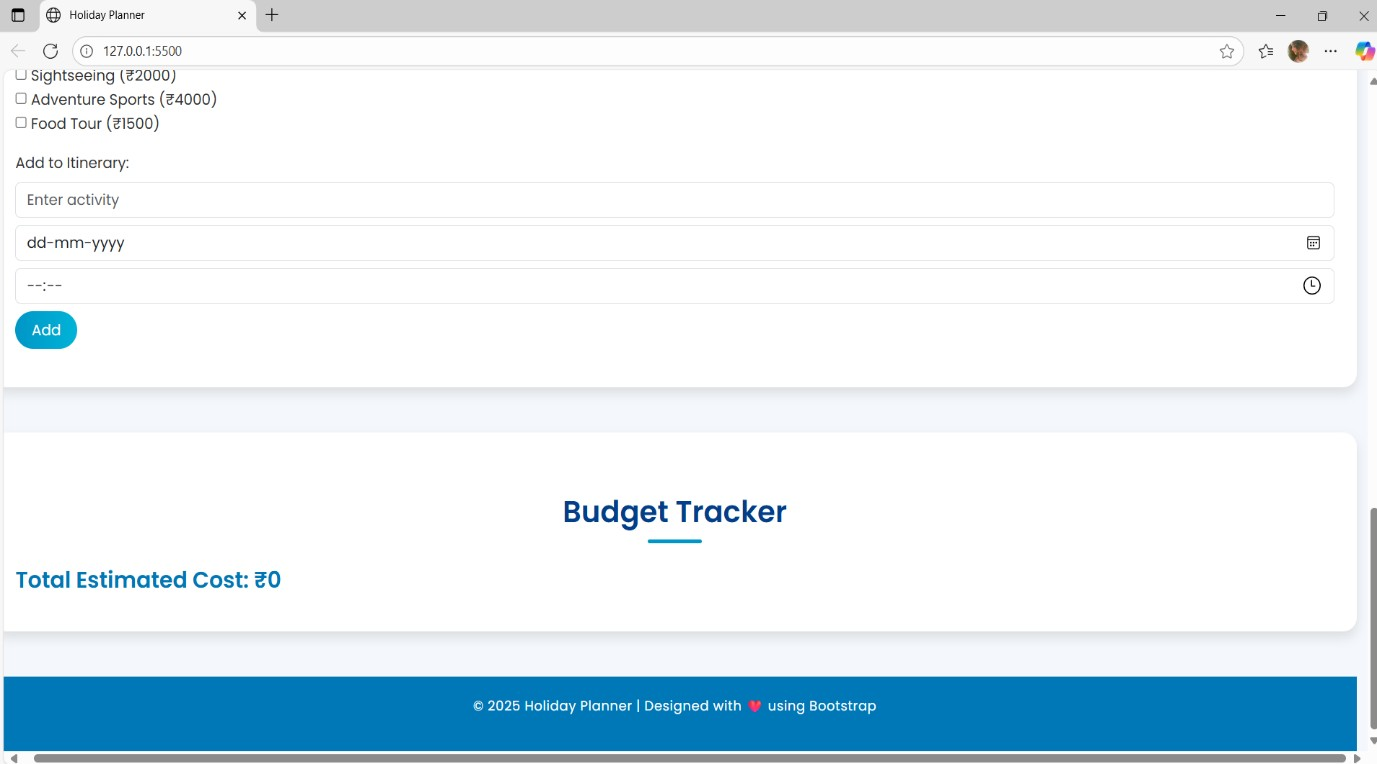 Holiday Planner
127.0.0.1:5500
Sightseeing (₹2000)
Adventure Sports (₹4000)
Food Tour (₹1500)
Add to Itinerary:
Enter activity
dd-mm-yyyy
--:--
Add
Budget Tracker
Total Estimated Cost: ₹0
© 2025 Holiday Planner | Designed with ❤️ using Bootstrap